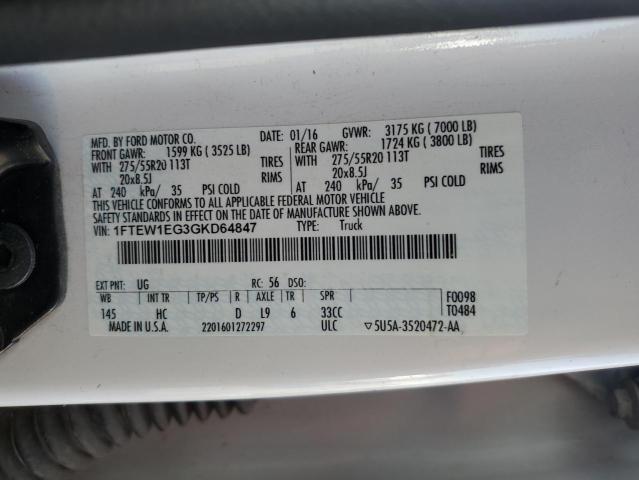 MFD. BY FORD MOTOR CO. DATE: 01/16 GVWR: 3175 KG ( 7000 LB)
FRONT GAWR: 1599 KG ( 3525 LB) REAR GAWR: 1724 KG ( 3800 LB)
WITH 275/55R20 113T TIRES WITH 275/55R20 113T TIRES
20x8.5J RIMS 20x8.5J RIMS
AT 240 kPa/ 35 PSI COLD AT 240 kPa/ 35 PSI COLD
THIS VEHICLE CONFORMS TO ALL APPLICABLE FEDERAL MOTOR VEHICLE
SAFETY STANDARDS IN EFFECT ON THE DATE OF MANUFACTURE SHOWN ABOVE.
VIN: 1FTEW1EG3GKD64847 TYPE: Truck
EXT PNT: UG RC: 56 DSO:
WB INT TR TP/PS R AXLE TR SPR F0098
145 HC D L9 6 33CC T0484
MADE IN U.S.A. 2201601272297 ULC ▽5U5A-3520472-AA